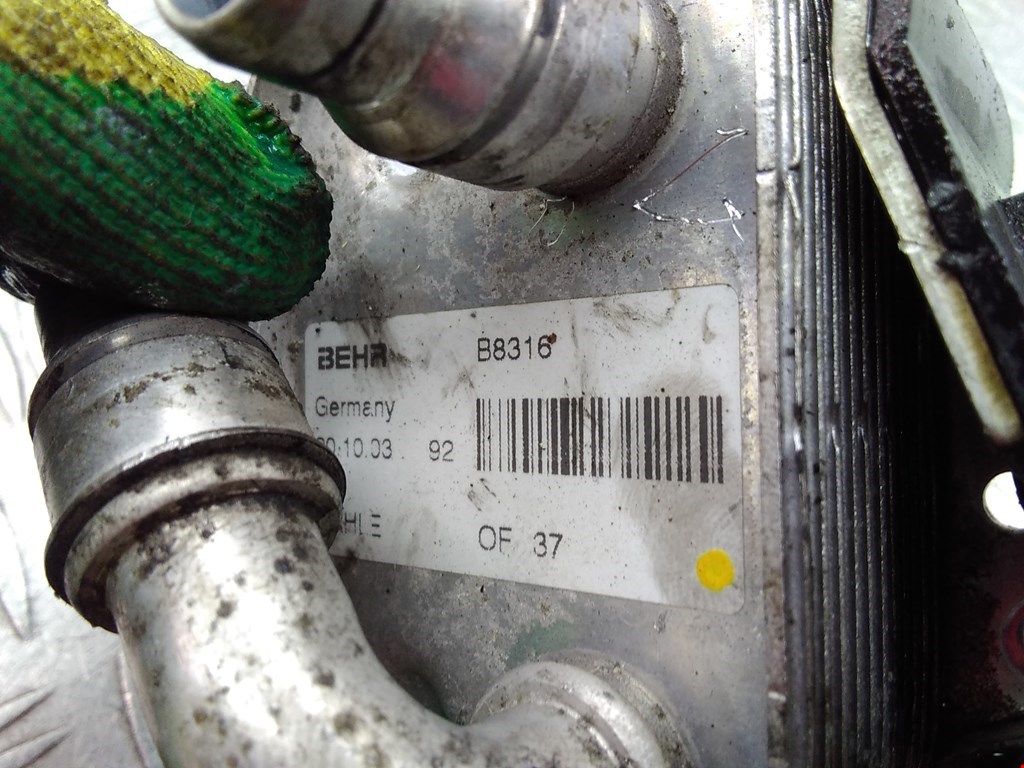 BEHR B8316
Germany
10.03. 92
OF 37